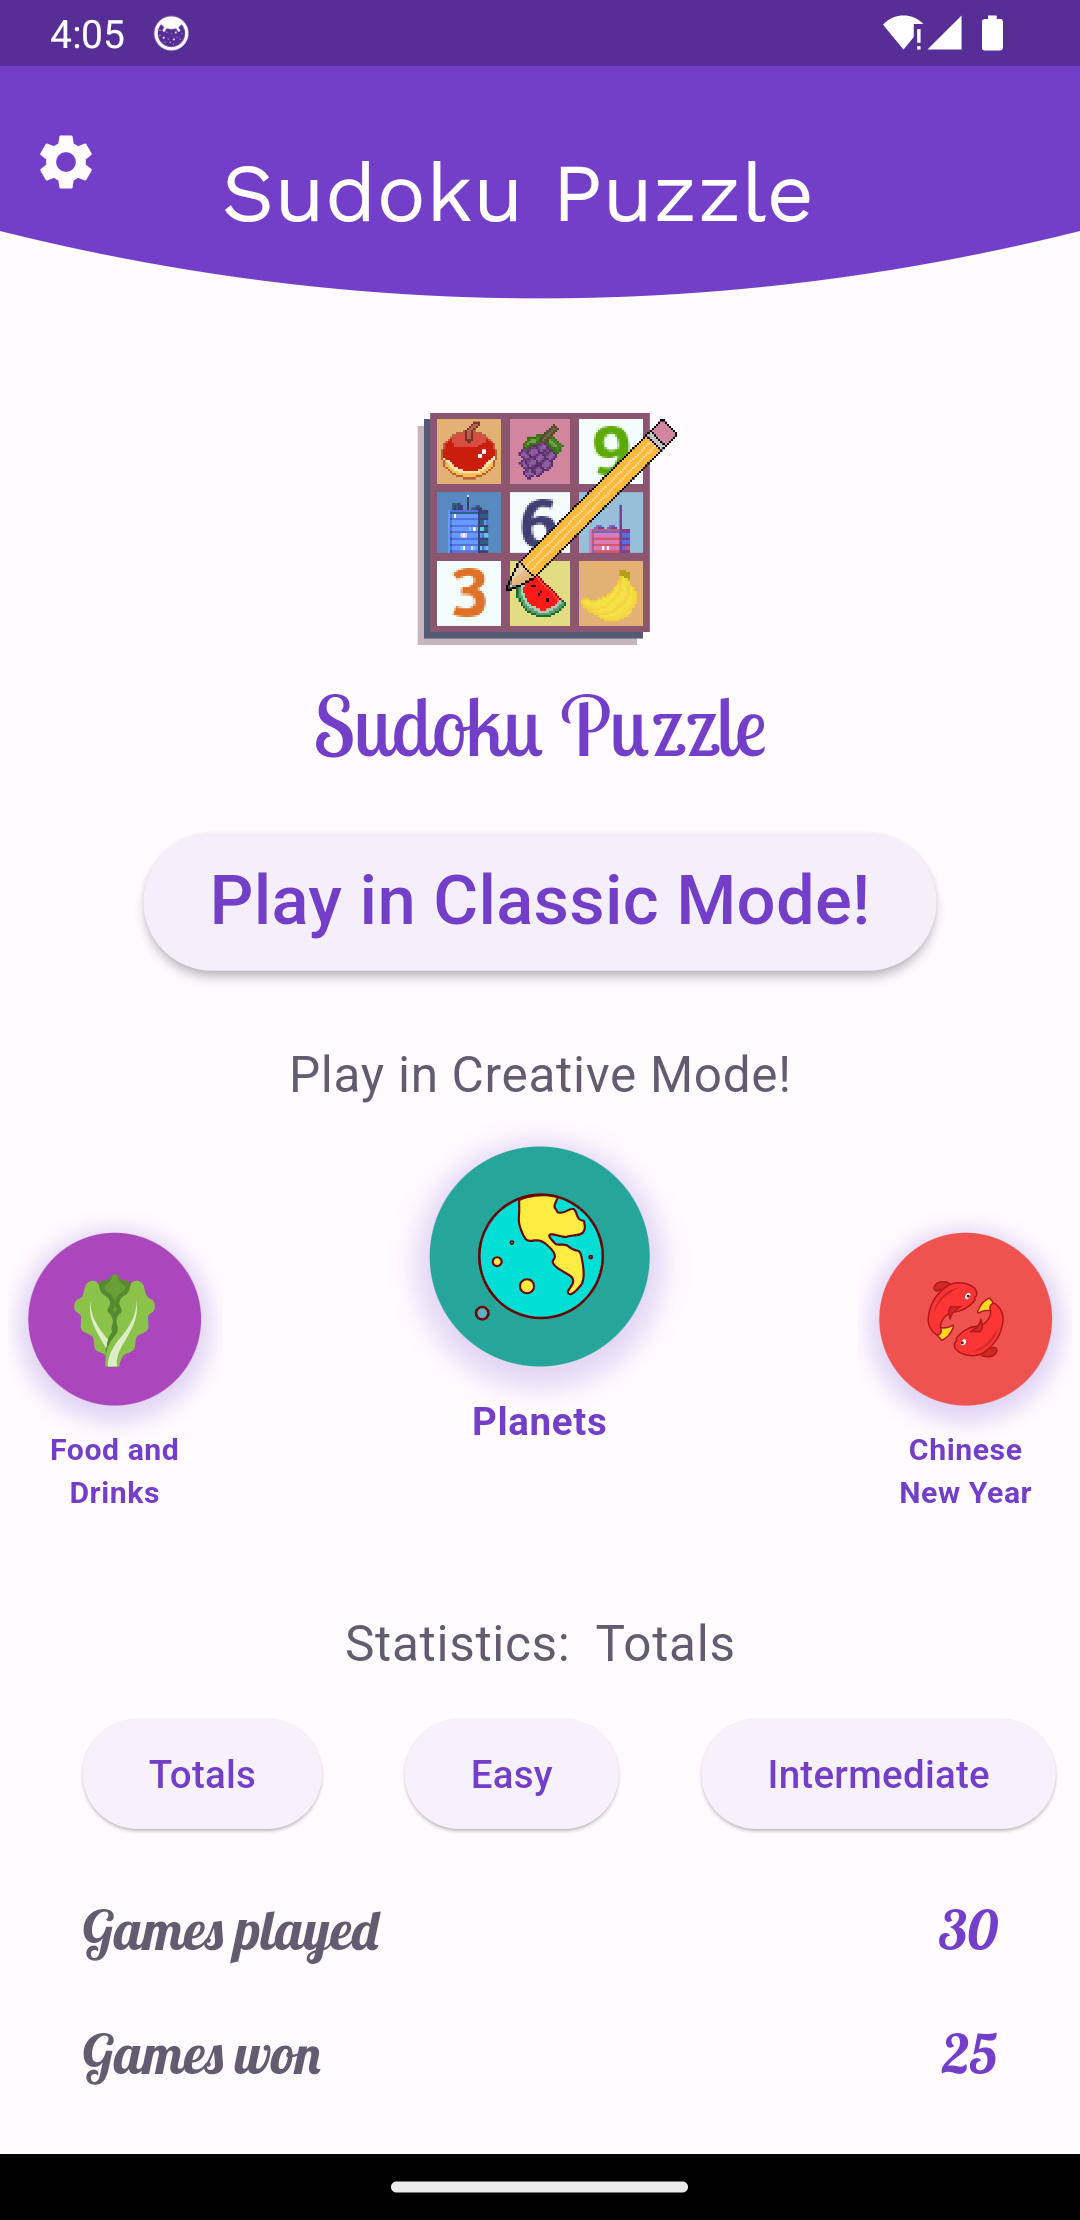 4:05
Sudoku Puzzle
9
6
3
Sudoku Puzzle
Play in Classic Mode!
Play in Creative Mode!
Planets
Food and
Drinks
Chinese
New Year
Statistics: Totals
Totals Easy Intermediate
Games played 30
Games won 25